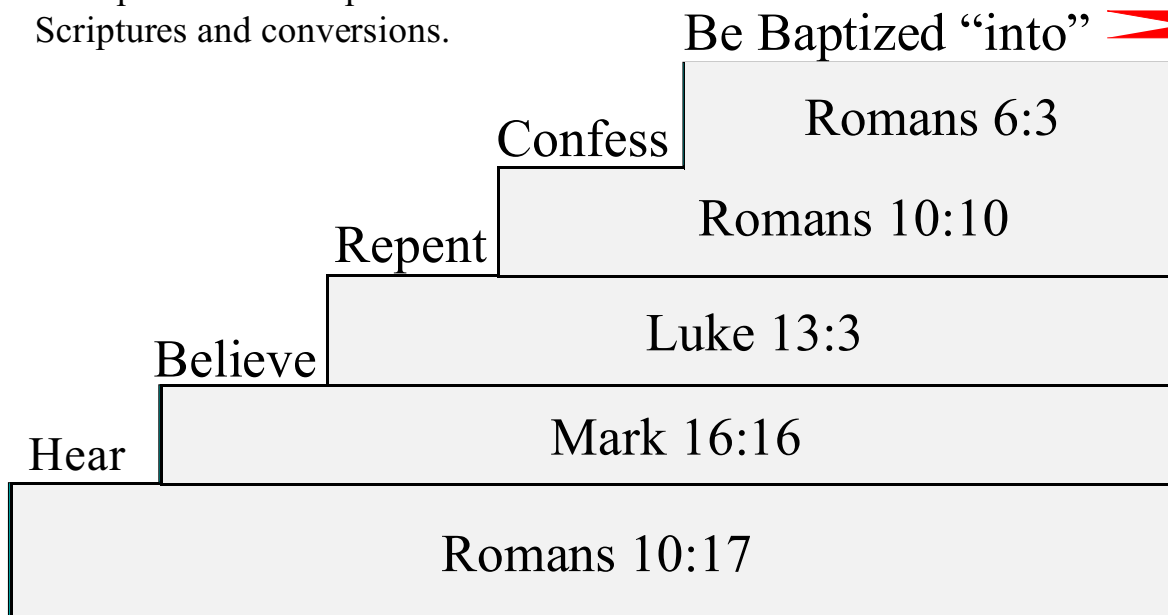 Scriptures and conversions.
Be Baptized “into”
Romans 6:3
Confess
Romans 10:10
Repent
Luke 13:3
Believe
Mark 16:16
Hear
Romans 10:17